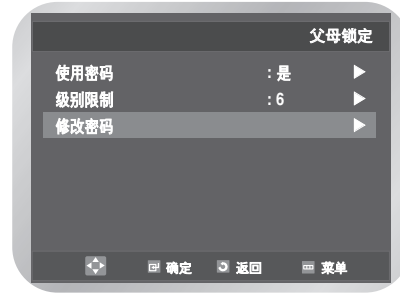 父母锁定
使用密码 : 是 ▶
级别限制 : 6 ▶
修改密码 ▶
确定 返回 菜单